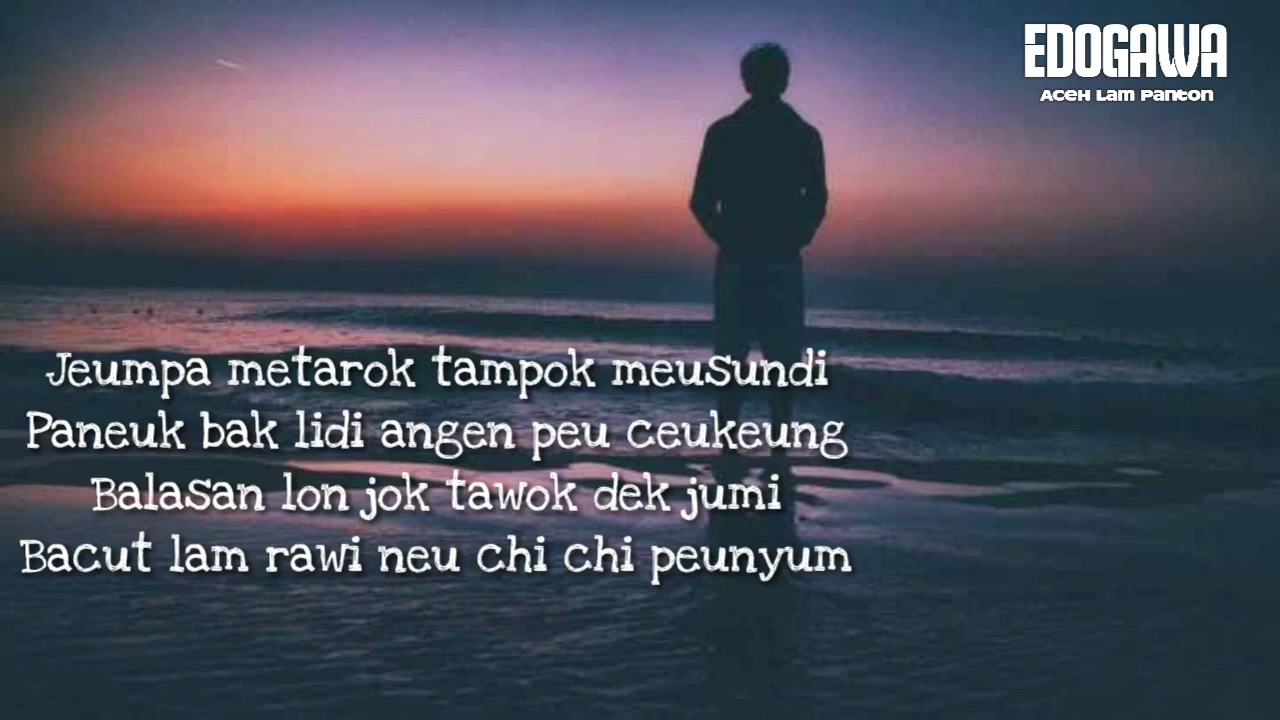 EDOGAWA
Aceh Lam Panton
Jeumpa metarok tampok meusundi
Paneuk bak lidi angen peu ceukeung
Balasan lon jok tawok dek jumi
Bacut lam rawi neu chi chi peunyum